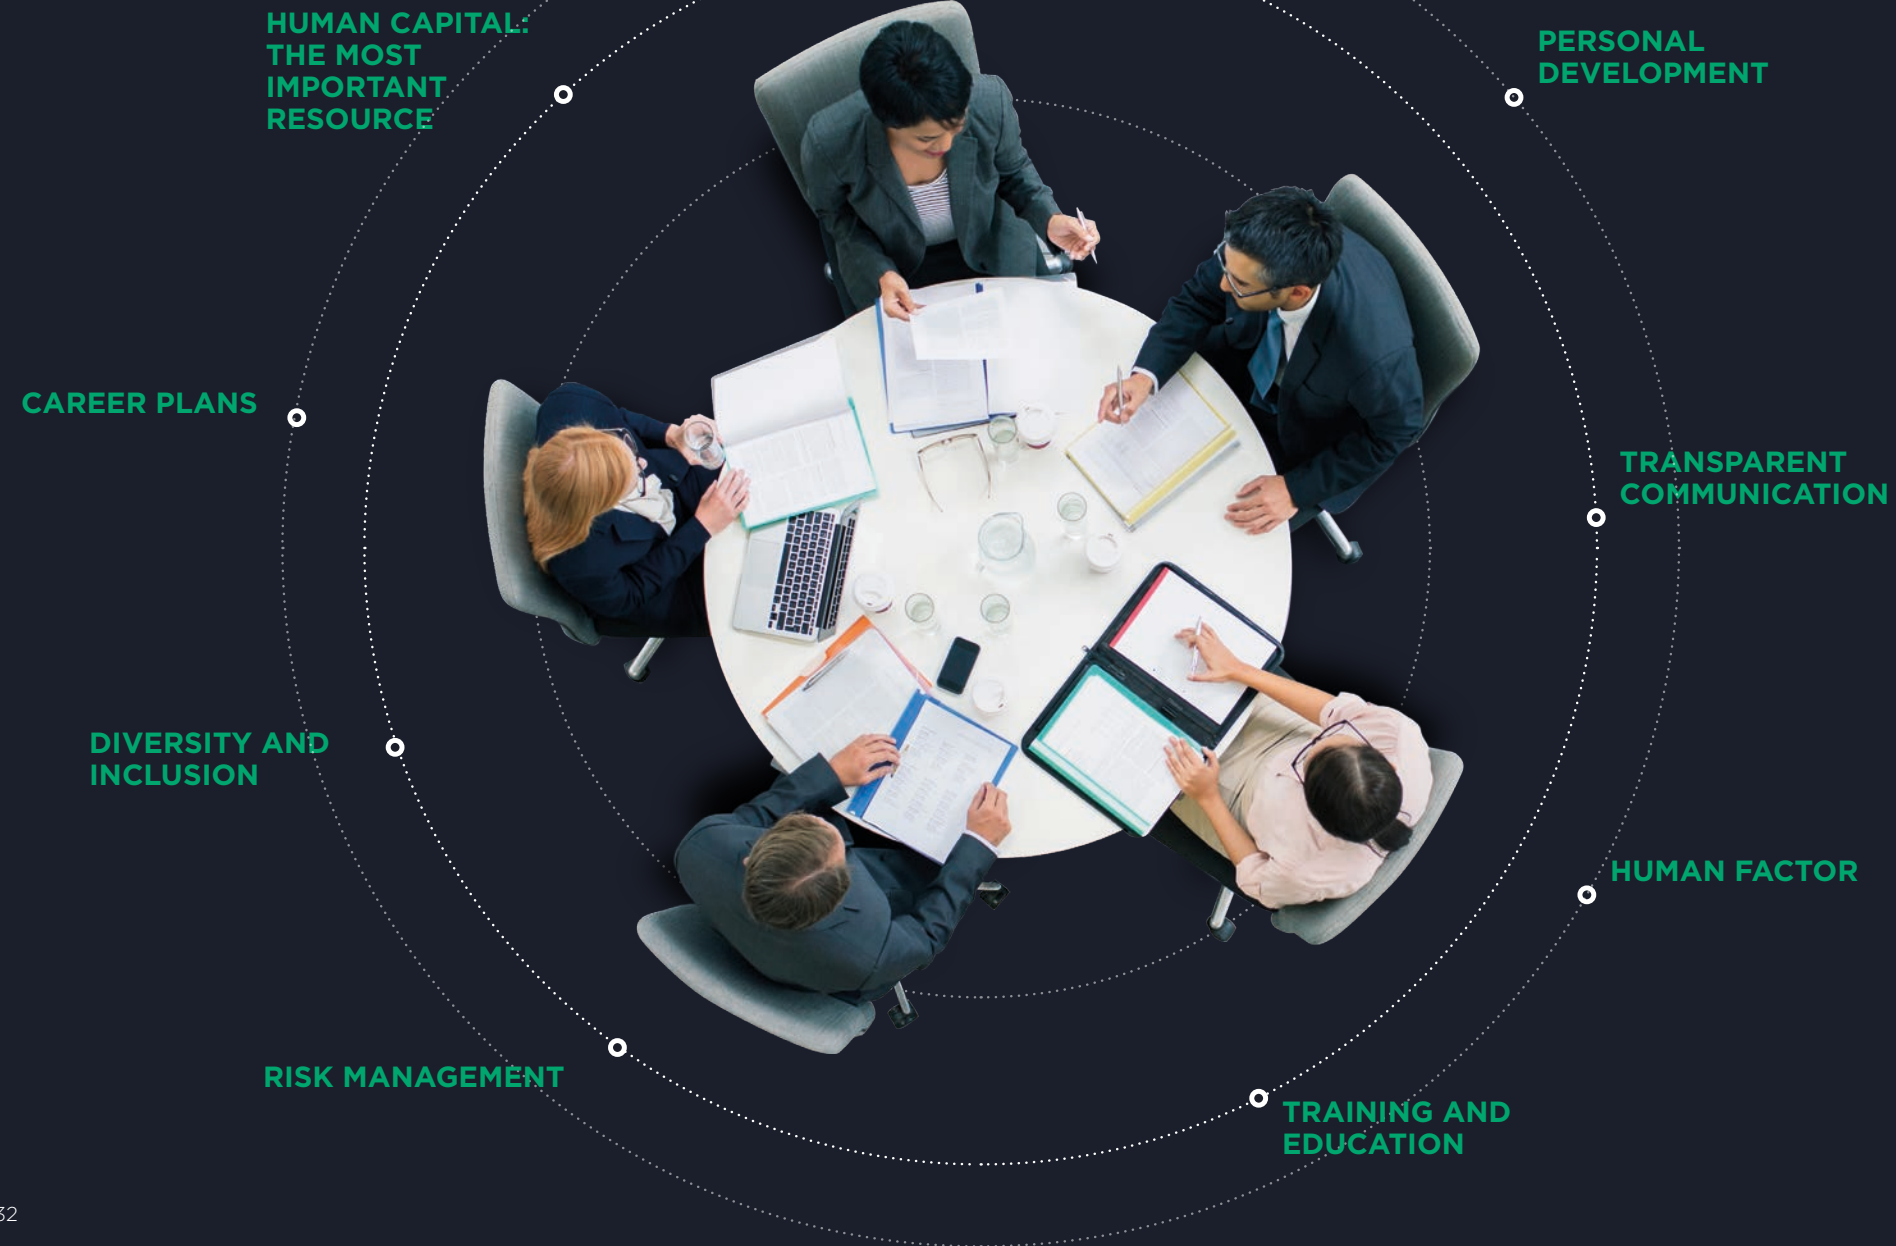 HUMAN CAPITAL:
THE MOST
IMPORTANT
RESOURCE
PERSONAL
DEVELOPMENT
CAREER PLANS
TRANSPARENT
COMMUNICATION
DIVERSITY AND
INCLUSION
HUMAN FACTOR
RISK MANAGEMENT
TRAINING AND
EDUCATION
32